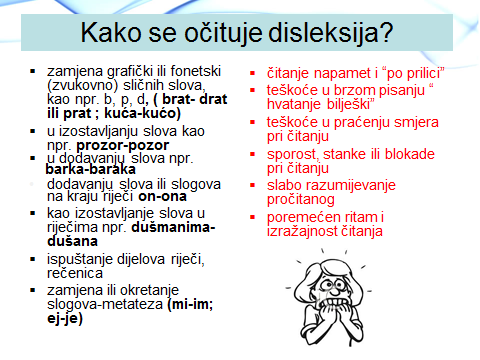 Kako se očituje disleksija?
zamjena grafički ili fonetski
(zvukovno) sličnih slova,
kao npr. b, p, d, ( brat- drat
ili prat ; kuća-kućo)
u izostavljanju slova kao
npr. prozor-pozor
u dodavanju slova npr.
barka-baraka
dodavanju slova ili slogova
na kraju riječi on-ona
kao izostavljanje slova u
riječima npr. dušmanima-
dušana
ispuštanje dijelova riječi,
rečenica
zamjena ili okretanje
slogova-metateza (mi-im;
ej-je)
čitanje napamet i “po prilici”
teškoće u brzom pisanju “
hvatanje bilješki”
teškoće u praćenju smjera
pri čitanju
sporost, stanke ili blokade
pri čitanju
slabo razumijevanje
pročitanog
poremećen ritam i
izražajnost čitanja